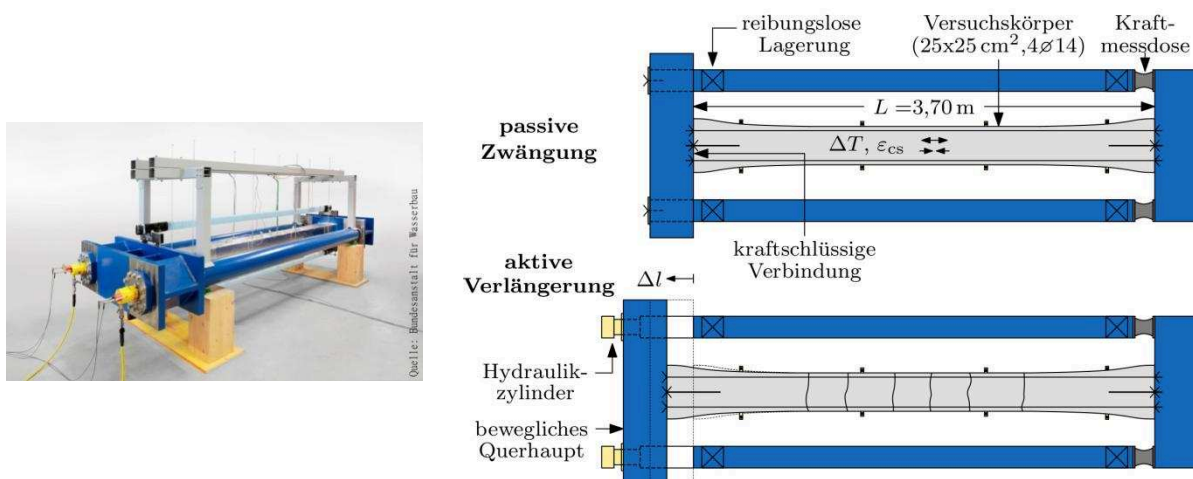 Quelle: Bundesanstalt für Wasserbau
reibungslose
Lagerung
Versuchskörper
(25x25 cm²,4⌀14)
Kraft-
messdose
L =3,70 m
passive
Zwängung
ΔT, εcs
kraftschlüssige
Verbindung
aktive
Verlängerung
Δl
Hydraulik-
zylinder
bewegliches
Querhaupt